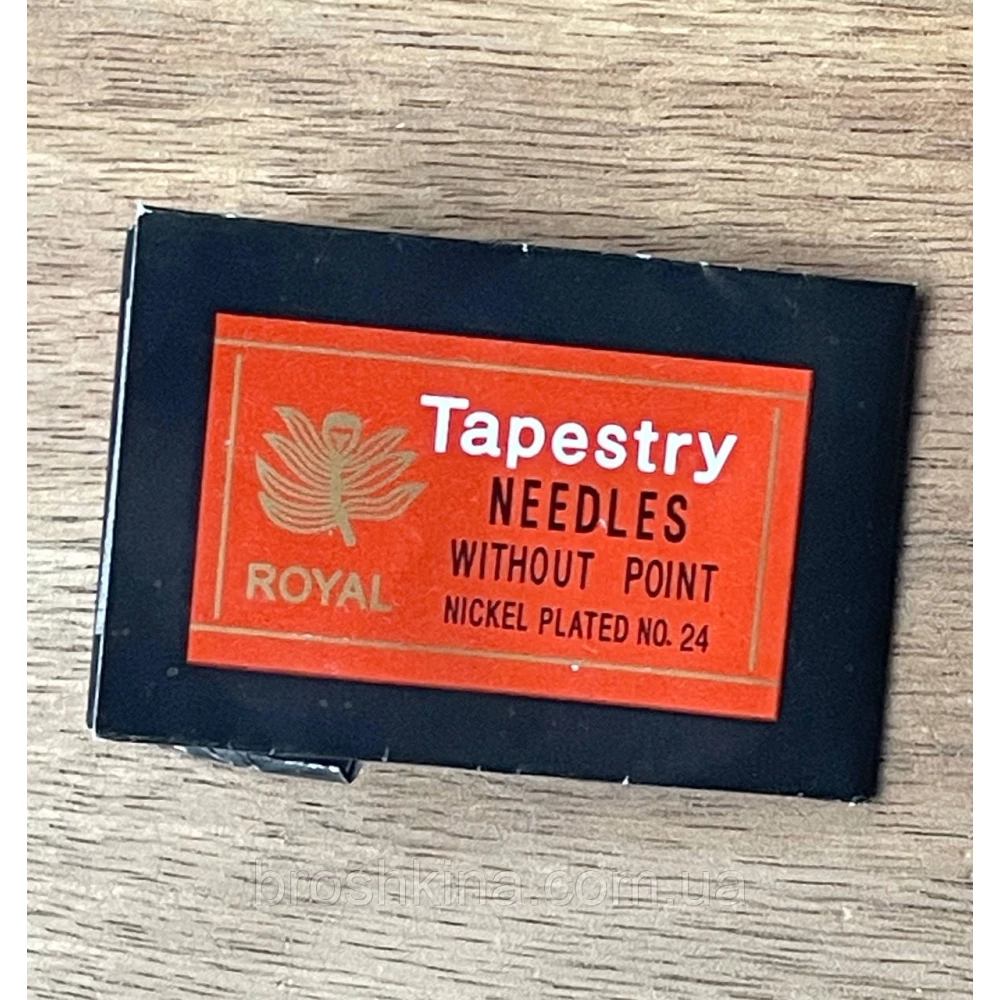 Tapestry
NEEDLES
WITHOUT POINT
NICKEL PLATED NO. 24
ROYAL
broshkina.com.ua